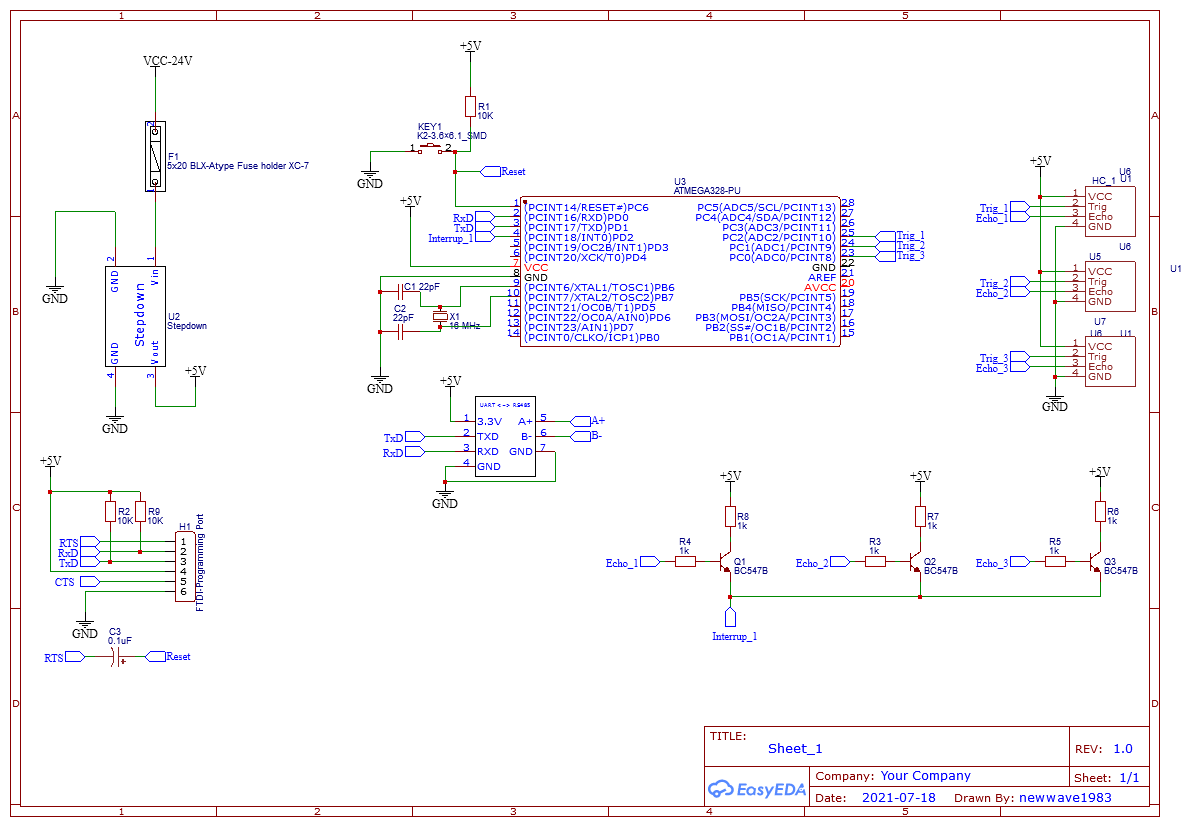 1 2 3 4 5
A
B
C
D
A
B
C
D
VCC-24V
2
F1
5x20 BLX-Atype Fuse holder XC-7
1
GND
2 1
GND Vin
Stepdown
U2
Stepdown
GND Vout
4 3
+5V
GND
+5V
R1
10K
KEY1
K2-3.6×6.1_SMD
1 2
GND
Reset
+5V
U3
ATMEGA328-PU
RxD
TxD
Interrup_1
1 (PCINT14/RESET#)PC6
2 (PCINT16/RXD)PD0
3 (PCINT17/TXD)PD1
4 (PCINT18/INT0)PD2
5 (PCINT19/OC2B/INT1)PD3
6 (PCINT20/XCK/T0)PD4
7 VCC
8 GND
9 (PCINT6/XTAL1/TOSC1)PB6
10 (PCINT7/XTAL2/TOSC2)PB7
11 (PCINT21/OC0B/T1)PD5
12 (PCINT22/OC0A/AIN0)PD6
13 (PCINT23/AIN1)PD7
14 (PCINT0/CLKO/ICP1)PB0
PC5(ADC5/SCL/PCINT13) 28
PC4(ADC4/SDA/PCINT12) 27
PC3(ADC3/PCINT11) 26
PC2(ADC2/PCINT10) 25
PC1(ADC1/PCINT9) 24
PC0(ADC0/PCINT8) 23
GND 22
AREF 21
AVCC 20
PB5(SCK/PCINT5) 19
PB4(MISO/PCINT4) 18
PB3(MOSI/OC2A/PCINT3) 17
PB2(SS#/OC1B/PCINT2) 16
PB1(OC1A/PCINT1) 15
Trig_1
Trig_2
Trig_3
C1 22pF
C2
22pF
X1
16 MHz
GND
+5V
UART <-> RS485
1 3.3V A+ 5 A+
TxD 2 TXD B- 6 B-
RxD 3 RXD GND 7
4 GND
GND
+5V
U6
HC_1 U1
1 VCC
Trig_1 2 Trig
Echo_1 3 Echo
4 GND
U6
U5
1 VCC
Trig_2 2 Trig
Echo_2 3 Echo
4 GND
U1
U7
U6 U1
1 VCC
Trig_3 2 Trig
Echo_3 3 Echo
4 GND
GND
+5V
R2
10K
R9
10K
H1
FTDI-Programming Port
RTS 1
RxD 2
TxD 3
4
CTS 5
6
GND
C3
0.1uF
RTS
Reset
+5V
R8
1k
R4
1k
Echo_1
Q1
BC547B
+5V
R7
1k
R3
1k
Echo_2
Q2
BC547B
+5V
R6
1k
R5
1k
Echo_3
Q3
BC547B
Interrup_1
TITLE:
Sheet_1
REV: 1.0
EasyEDA
Company: Your Company
Sheet: 1/1
Date: 2021-07-18 Drawn By: newwave1983
1 2 3 4 5